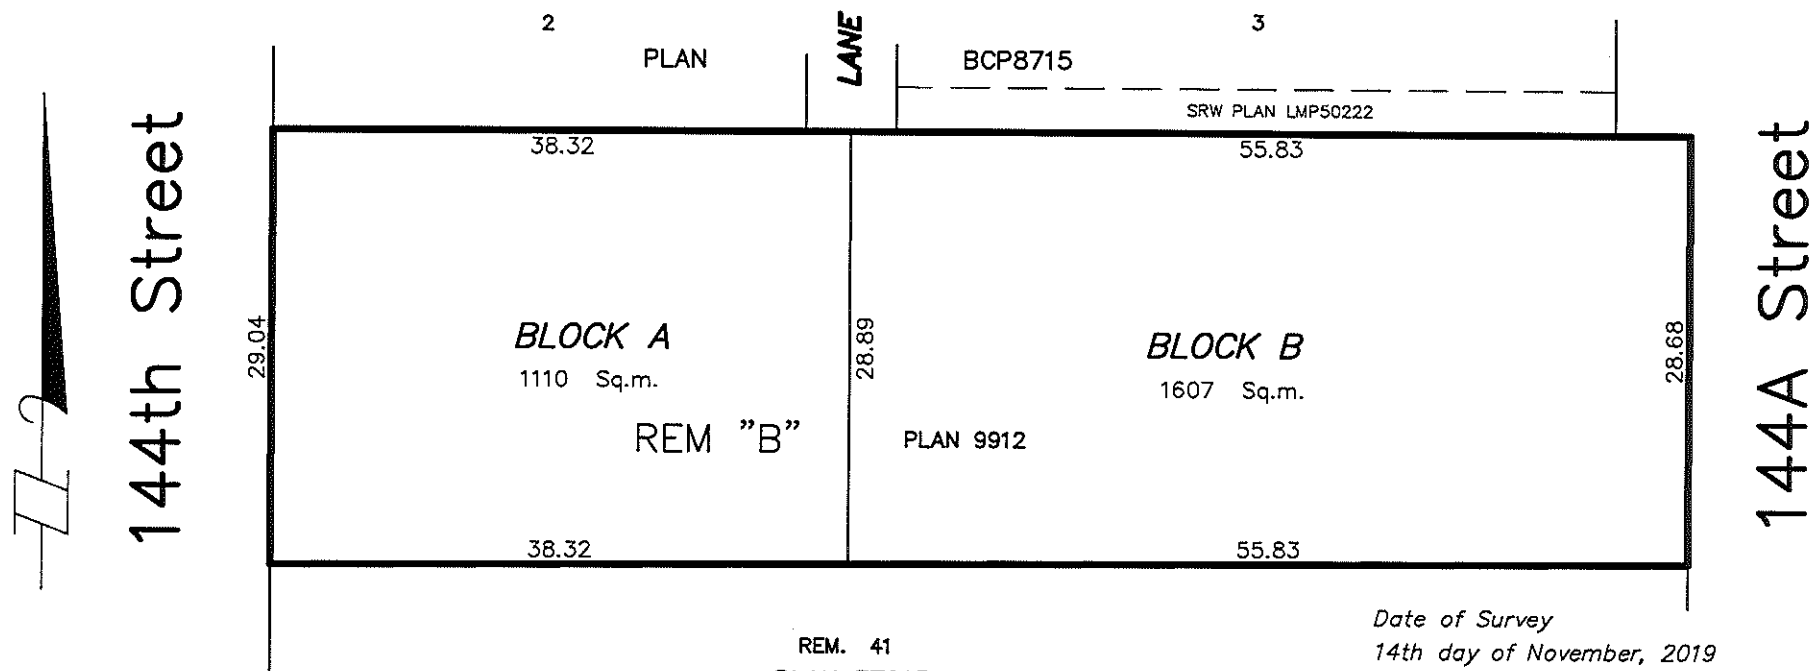 2
3
LANE
PLAN
BCP8715
SRW PLAN LMP50222
38.32
55.83
144th Street
144A Street
29.04
28.89
28.68
BLOCK A
1110 Sq.m.
BLOCK B
1607 Sq.m.
REM "B"
PLAN 9912
38.32
55.83
Date of Survey
14th day of November, 2019
REM. 41